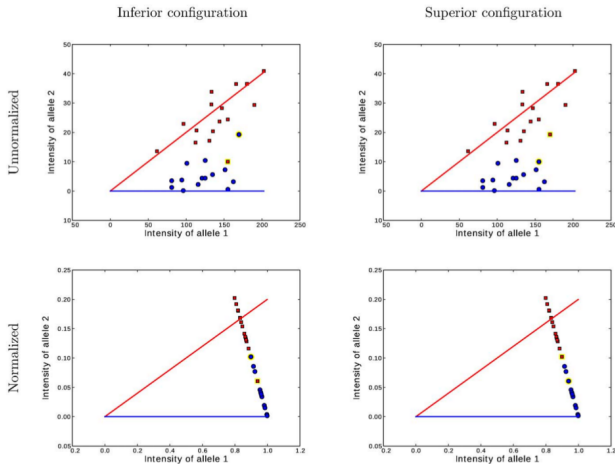 Inferior configuration
Superior configuration
Unnormalized
50
40
30
20
10
0
10
Intensity of allele 2
50 0 50 100 150 200 250
Intensity of allele 1
50
40
30
20
10
0
10
Intensity of allele 2
50 0 50 100 150 200 250
Intensity of allele 1
Normalized
0.25
0.20
0.15
0.10
0.05
0.00
0.05
Intensity of allele 2
0.2 0.0 0.2 0.4 0.6 0.8 1.0 1.2
Intensity of allele 1
0.25
0.20
0.15
0.10
0.05
0.00
0.05
Intensity of allele 2
0.2 0.0 0.2 0.4 0.6 0.8 1.0 1.2
Intensity of allele 1